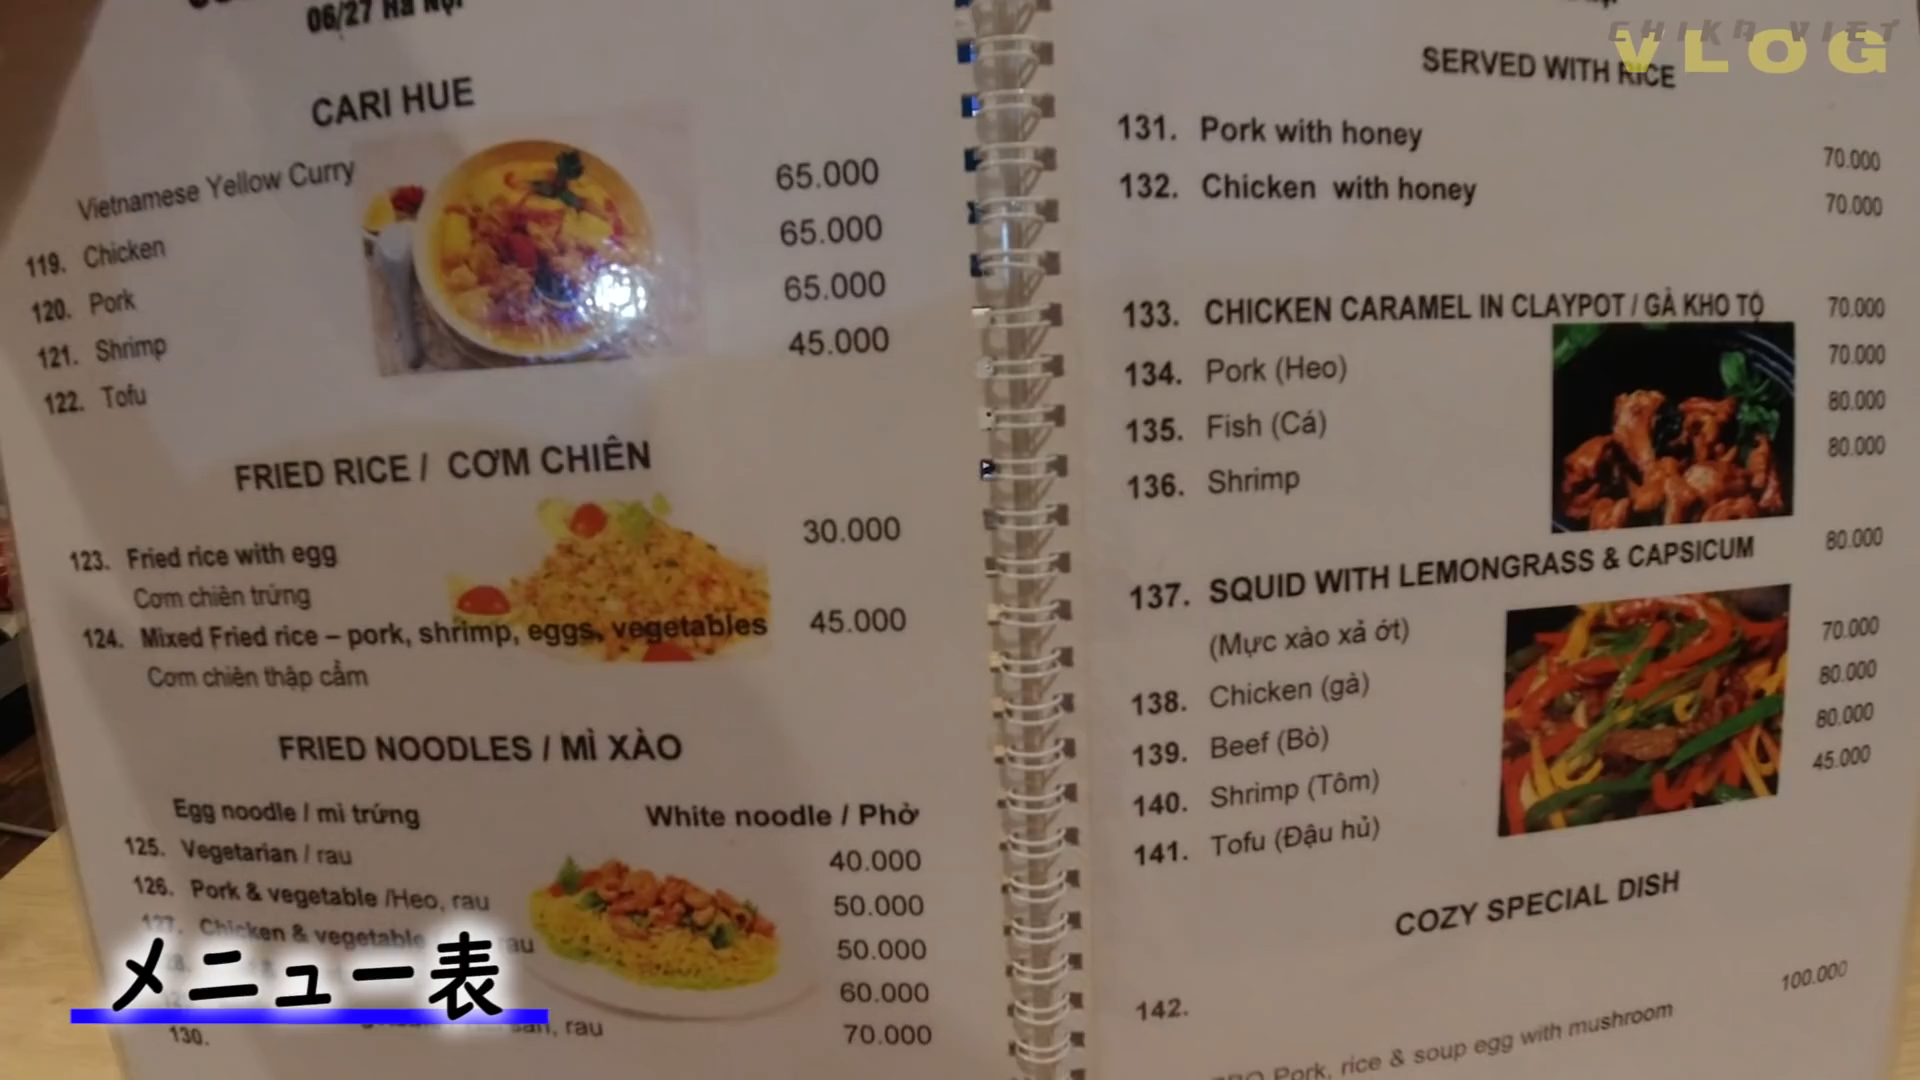 06/27 Hà Nội
CARI HUE
Vietnamese Yellow Curry
65.000
119. Chicken
65.000
120. Pork
65.000
121. Shrimp
45.000
122. Tofu
FRIED RICE / CƠM CHIÊN
123. Fried rice with egg
30.000
Cơm chiên trứng
124. Mixed Fried rice – pork, shrimp, eggs, vegetables
45.000
Cơm chiên thập cẩm
FRIED NOODLES / MÌ XÀO
Egg noodle / mì trứng
White noodle / Phở
125. Vegetarian / rau
40.000
126. Pork & vegetable /Heo, rau
50.000
127. Chicken & vegetable rau
50.000
60.000
rau
70.000
130.
メニュー表
CHIKA VIET
VLOG
SERVED WITH RICE
131. Pork with honey
70.000
132. Chicken with honey
70.000
133. CHICKEN CARAMEL IN CLAYPOT / GÀ KHO TỘ
70.000
134. Pork (Heo)
70.000
135. Fish (Cá)
80.000
136. Shrimp
80.000
137. SQUID WITH LEMONGRASS & CAPSICUM
80.000
(Mực xào xả ớt)
138. Chicken (gà)
70.000
139. Beef (Bò)
80.000
140. Shrimp (Tôm)
80.000
141. Tofu (Đậu hủ)
45.000
COZY SPECIAL DISH
142.
100.000
Pork, rice & soup egg with mushroom